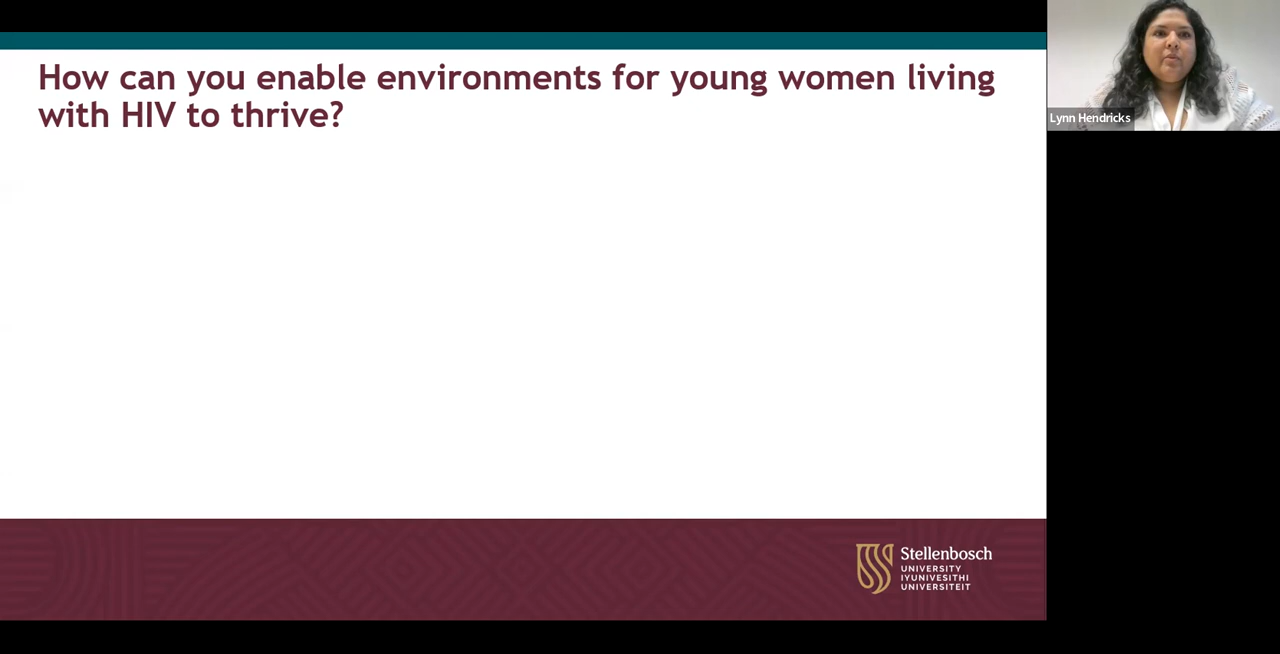 How can you enable environments for young women living
with HIV to thrive?
Lynn Hendricks
Stellenbosch
UNIVERSITY
IYUNIVESITHI
UNIVERSITEIT